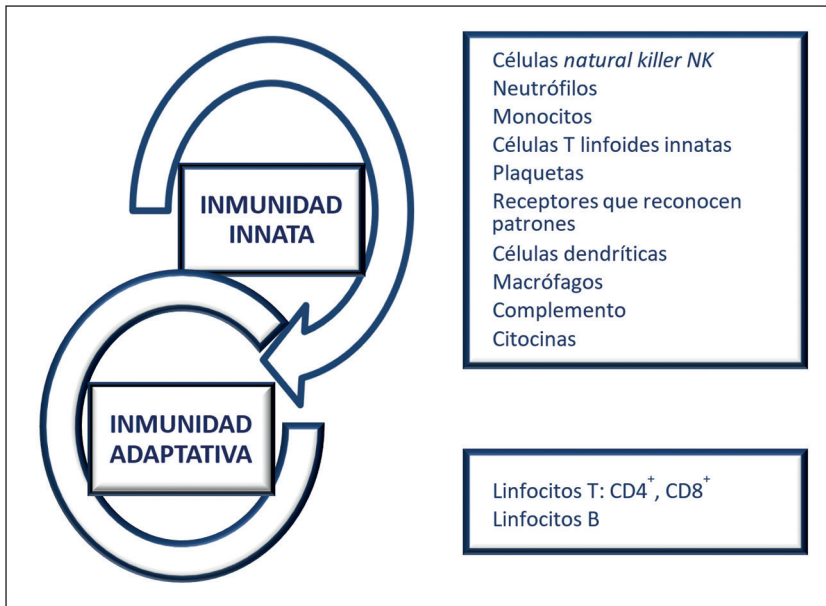 INMUNIDAD
INNATA
Células natural killer NK
Neutrófilos
Monocitos
Células T linfoides innatas
Plaquetas
Receptores que reconocen
patrones
Células dendríticas
Macrófagos
Complemento
Citocinas
INMUNIDAD
ADAPTATIVA
Linfocitos T: CD4⁺, CD8⁺
Linfocitos B